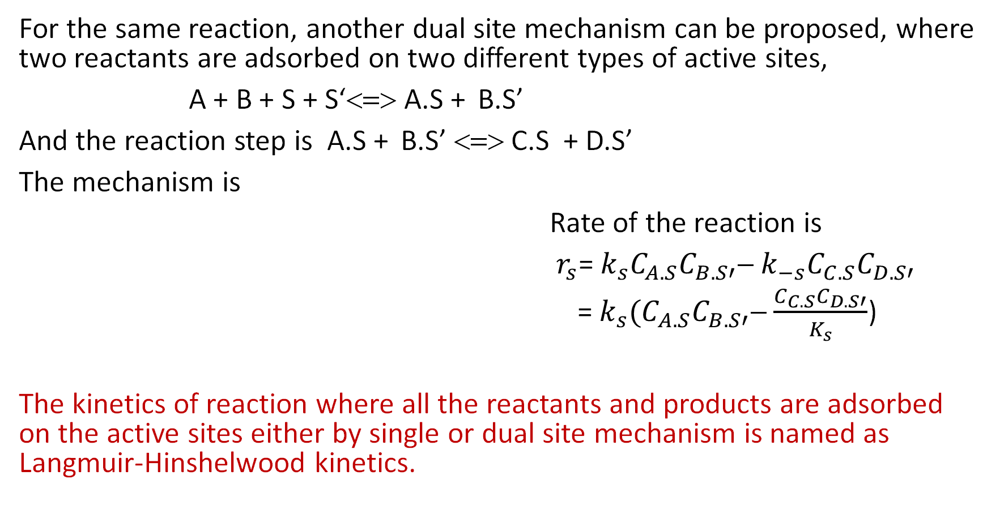 For the same reaction, another dual site mechanism can be proposed, where
two reactants are adsorbed on two different types of active sites,
A + B + S + S‘<=> A.S + B.S’
And the reaction step is A.S + B.S’ <=> C.S + D.S’
The mechanism is
Rate of the reaction is
r_s = k_s C_{A.S} C_{B.S′} − k_{−s} C_{C.S} C_{D.S′}
= k_s (C_{A.S} C_{B.S′} − \frac{C_{C.S} C_{D.S′}}{K_s})
The kinetics of reaction where all the reactants and products are adsorbed
on the active sites either by single or dual site mechanism is named as
Langmuir-Hinshelwood kinetics.